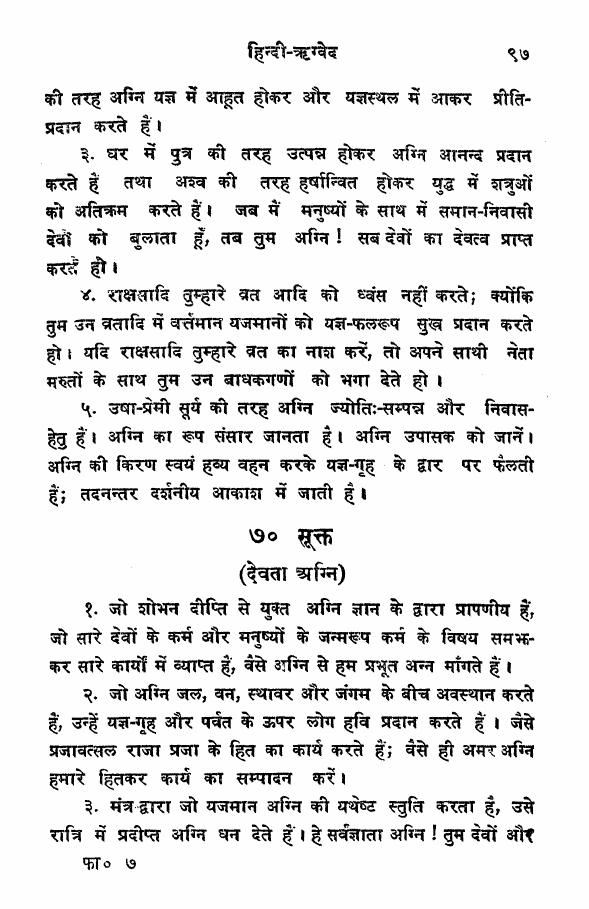 हिन्दी-ऋग्वेद ९७
की तरह अग्नि यज्ञ में आहूत होकर और यज्ञस्थल में आकर प्रीति-
प्रदान करते हैं।
३. घर में पुत्र की तरह उत्पन्न होकर अग्नि आनन्द प्रदान
करते हैं तथा अश्व की तरह हर्षान्वित होकर युद्ध में शत्रुओं
को अतिक्रम करते हैं। जब मैं मनुष्यों के साथ में समान-निवासी
देवों को बुलाता हूँ, तब तुम अग्नि! सब देवों का देवत्व प्राप्त
करते हो।
४. राक्षसादि तुम्हारे व्रत आदि को ध्वंस नहीं करते; क्योंकि
तुम उन व्रतादि में वर्त्तमान यजमानों को यज्ञ-फलरूप सुख प्रदान करते
हो। यदि राक्षसादि तुम्हारे व्रत का नाश करें, तो अपने साथी नेता
मरुतों के साथ तुम उन बाधकगणों को भगा देते हो।
५. उषा-प्रेमी सूर्य की तरह अग्नि ज्योतिः-सम्पन्न और निवास-
हेतु हैं। अग्नि का रूप संसार जानता है। अग्नि उपासक को जानें।
अग्नि की किरण स्वयं हव्य वहन करके यज्ञ-गृह के द्वार पर फैलती
हैं; तदनन्तर दर्शनीय आकाश में जाती है।
७० सूक्त
(देवता अग्नि)
१. जो शोभन दीप्ति से युक्त अग्नि ज्ञान के द्वारा प्रापणीय हैं,
जो सारे देवों के कर्म और मनुष्यों के जन्मरूप कर्म के विषय समझ-
कर सारे कार्यों में व्याप्त हैं, वैसे अग्नि से हम प्रभूत अन्न माँगते हैं।
२. जो अग्नि जल, वन, स्थावर और जंगम के बीच अवस्थान करते
हैं, उन्हें यज्ञ-गृह और पर्वत के ऊपर लोग हवि प्रदान करते हैं। जैसे
प्रजावत्सल राजा प्रजा के हित का कार्य करते हैं; वैसे ही अमर अग्नि
हमारे हितकर कार्य का सम्पादन करें।
३. मंत्र द्वारा जो यजमान अग्नि की यथेष्ट स्तुति करता है, उसे
रात्रि में प्रदीप्त अग्नि धन देते हैं। हे सर्वज्ञाता अग्नि! तुम देवों और
फा० ७